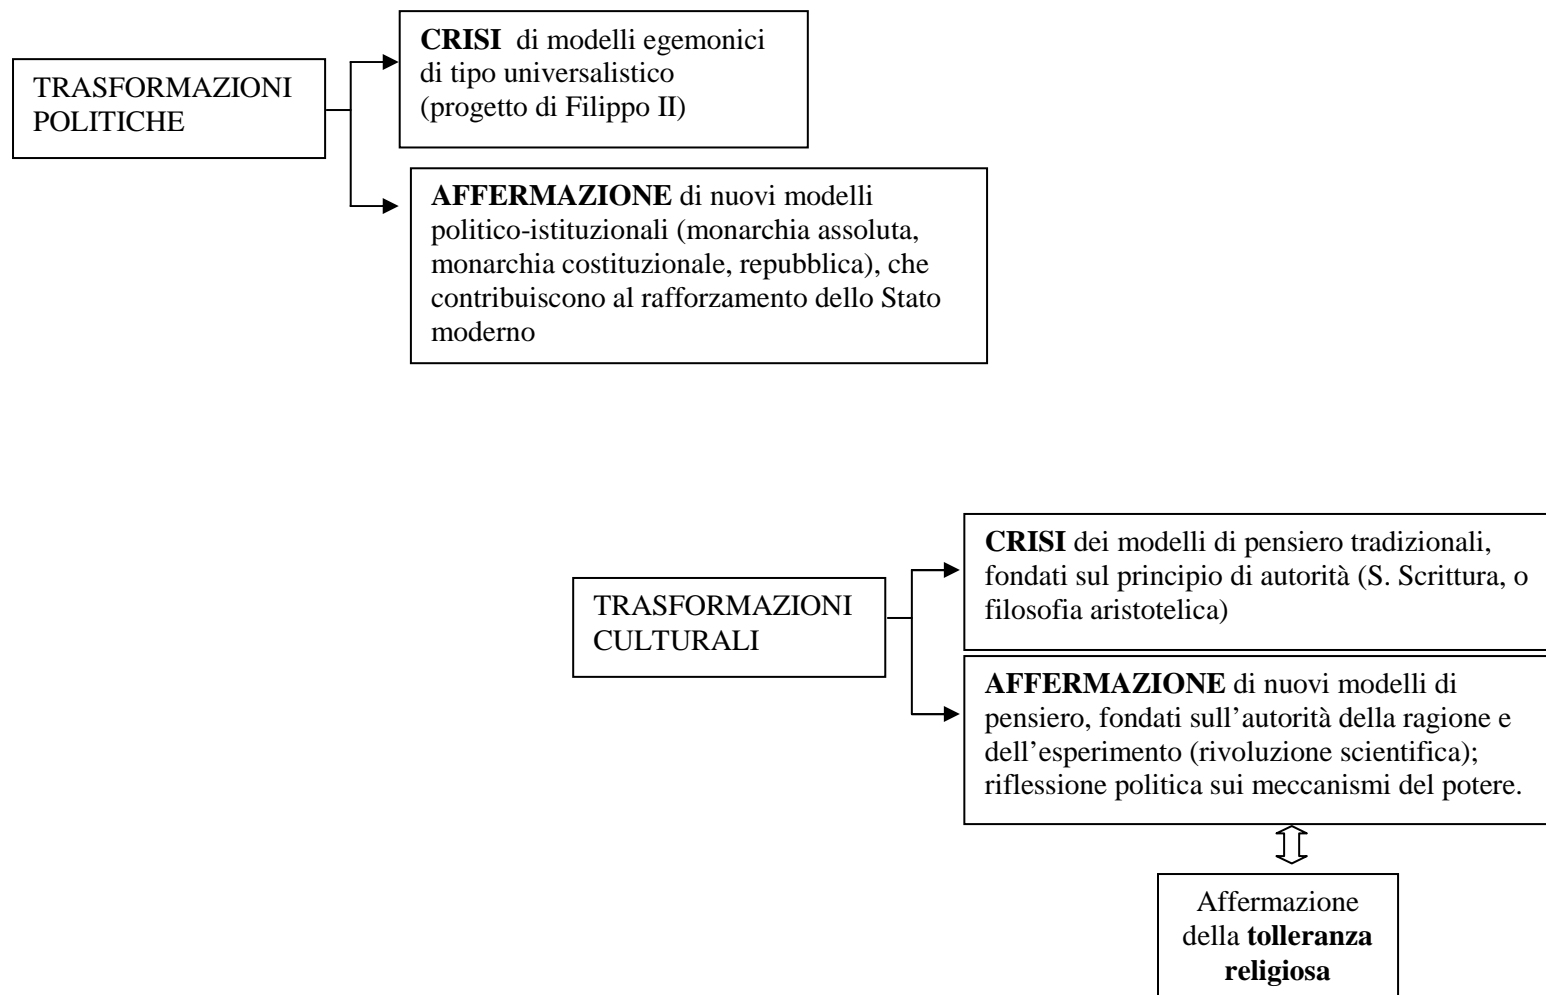 TRASFORMAZIONI
POLITICHE
CRISI di modelli egemonici
di tipo universalistico
(progetto di Filippo II)
AFFERMAZIONE di nuovi modelli
politico-istituzionali (monarchia assoluta,
monarchia costituzionale, repubblica), che
contribuiscono al rafforzamento dello Stato
moderno
TRASFORMAZIONI
CULTURALI
CRISI dei modelli di pensiero tradizionali,
fondati sul principio di autorità (S. Scrittura, o
filosofia aristotelica)
AFFERMAZIONE di nuovi modelli di
pensiero, fondati sull’autorità della ragione e
dell’esperimento (rivoluzione scientifica);
riflessione politica sui meccanismi del potere.
Affermazione
della tolleranza
religiosa